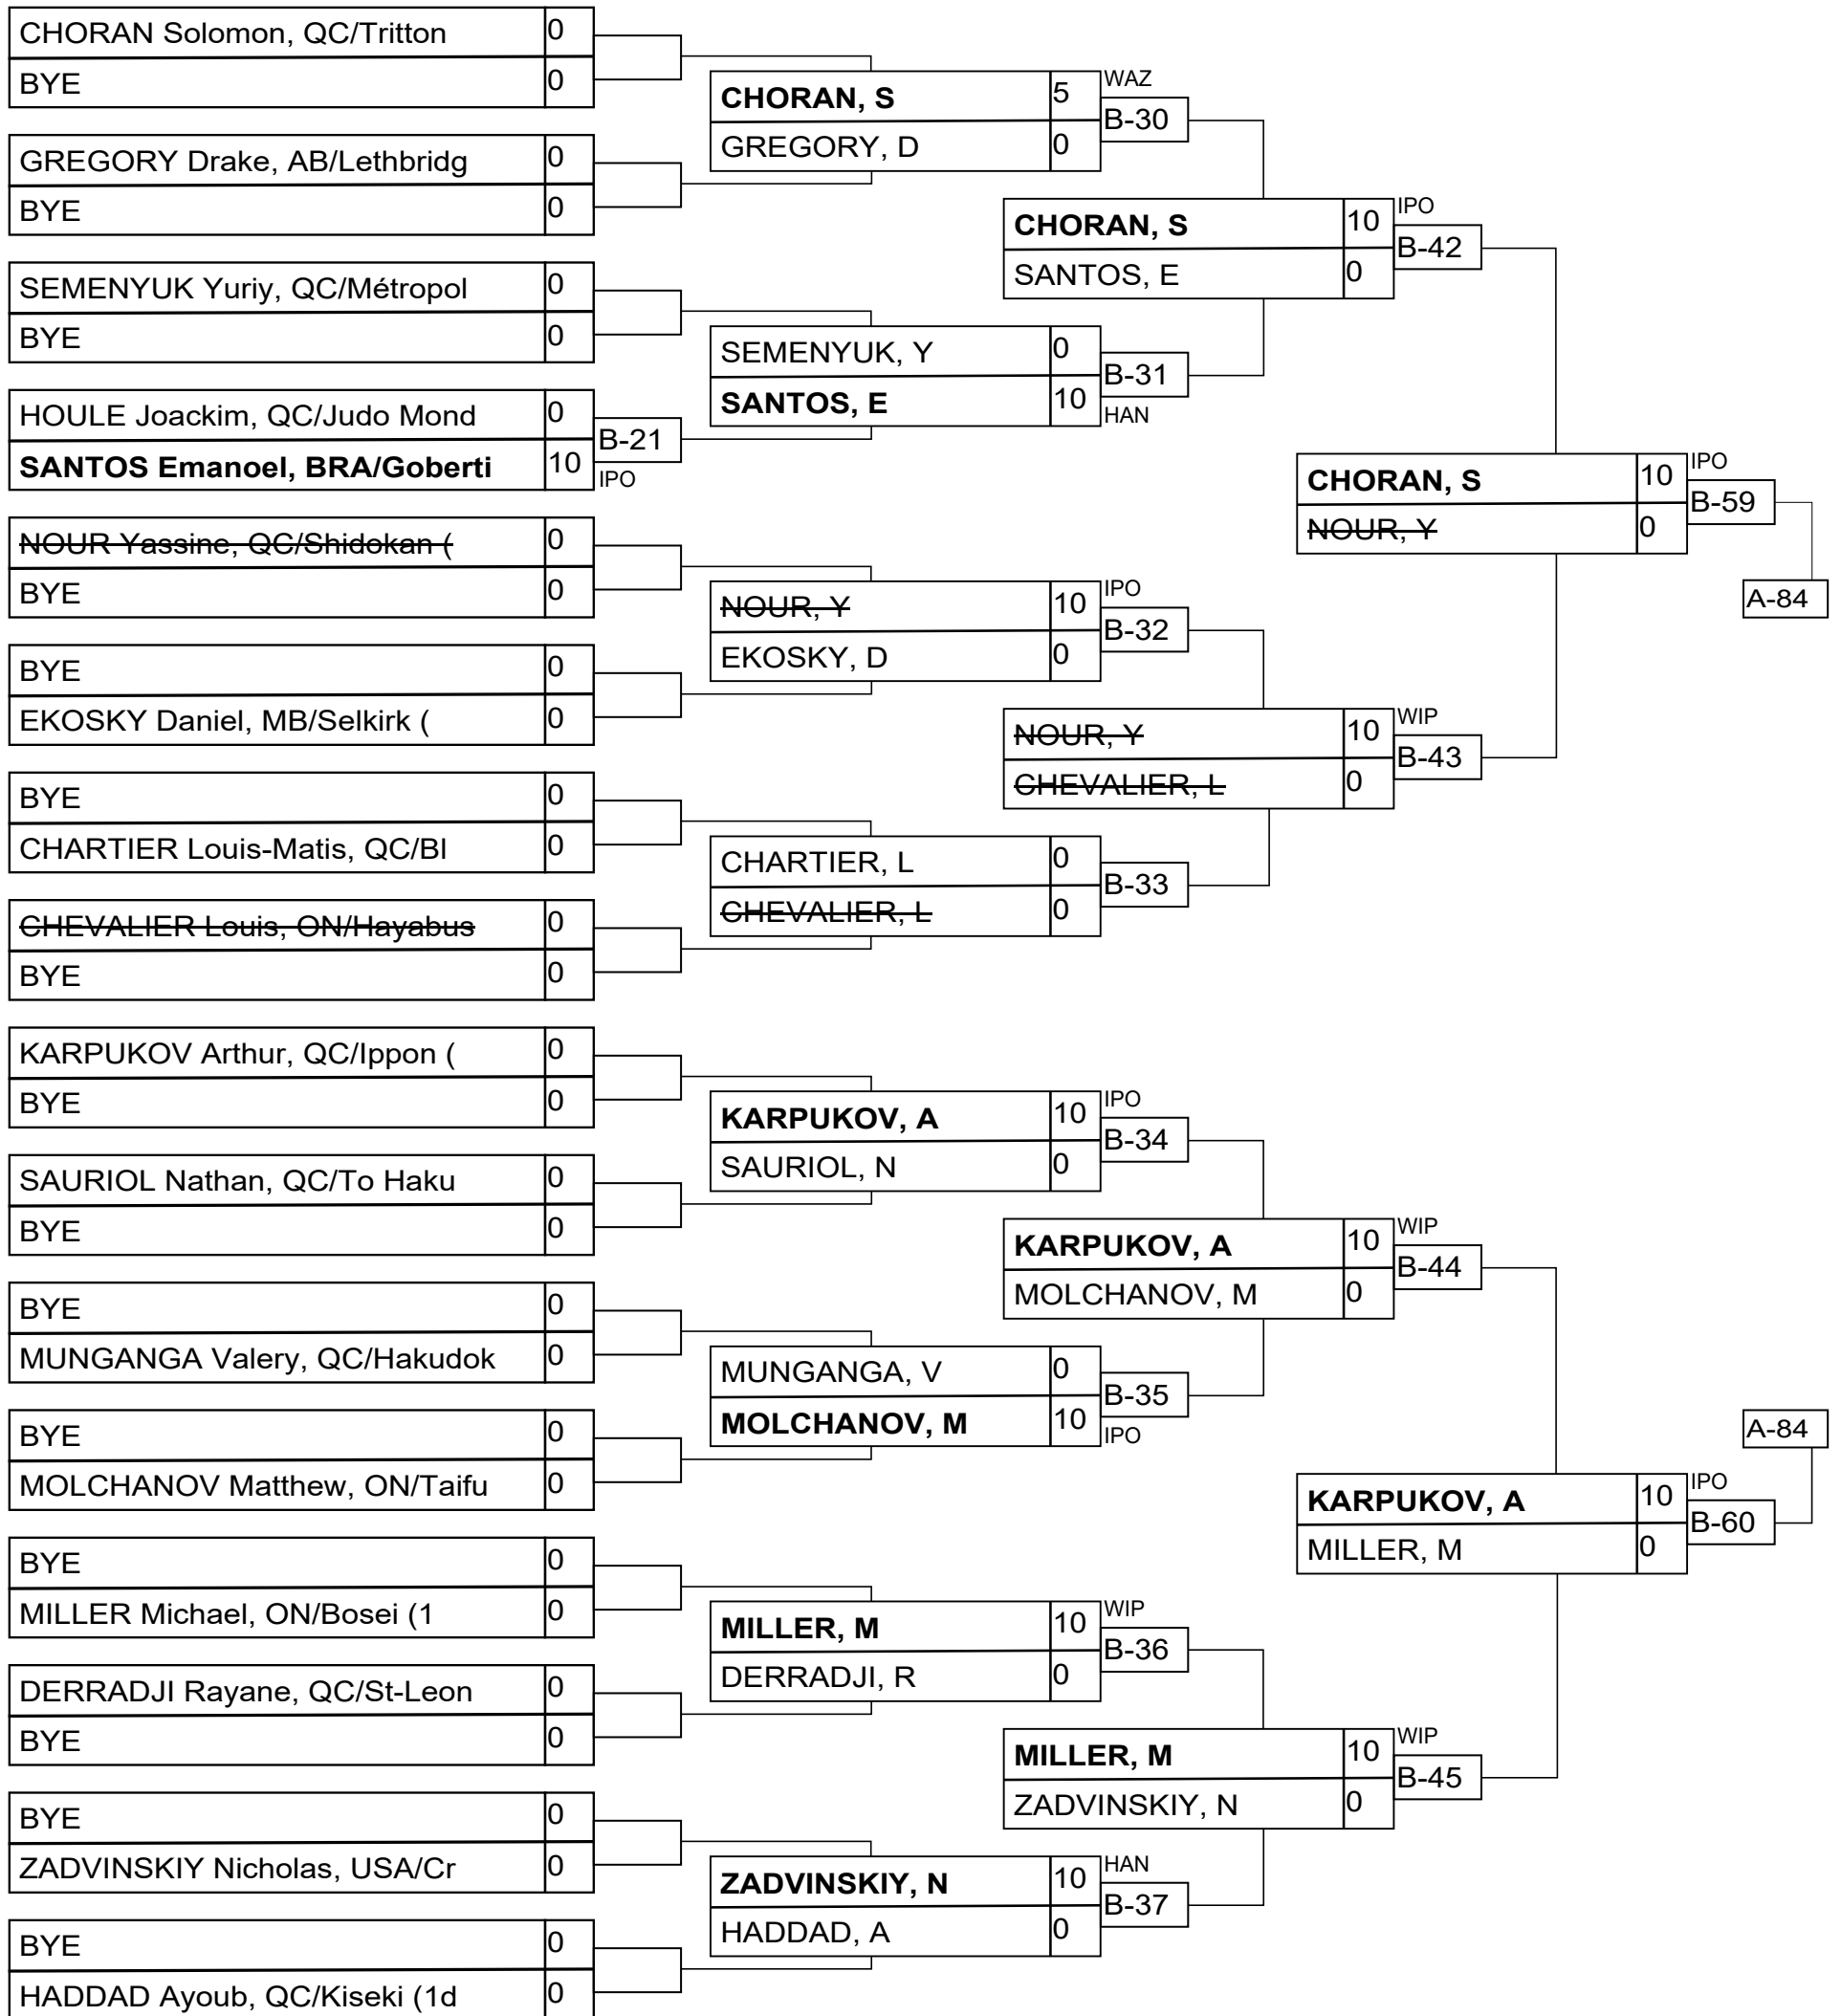 CHORAN Solomon, QC/Tritton 0
BYE 0
GREGORY Drake, AB/Lethbridg 0
BYE 0
SEMENYUK Yuriy, QC/Métropol 0
BYE 0
HOULE Joackim, QC/Judo Mond 0
SANTOS Emanoel, BRA/Goberti 10
B-21
IPO
NOUR Yassine, QC/Shidokan ( 0
BYE 0
BYE 0
EKOSKY Daniel, MB/Selkirk ( 0
BYE 0
CHARTIER Louis-Matis, QC/Bl 0
CHEVALIER Louis, ON/Hayabus 0
BYE 0
KARPUKOV Arthur, QC/Ippon ( 0
BYE 0
SAURIOL Nathan, QC/To Haku 0
BYE 0
BYE 0
MUNGANGA Valery, QC/Hakudok 0
BYE 0
MOLCHANOV Matthew, ON/Taifu 0
BYE 0
MILLER Michael, ON/Bosei (1 0
DERRADJI Rayane, QC/St-Leon 0
BYE 0
BYE 0
ZADVINSKIY Nicholas, USA/Cr 0
BYE 0
HADDAD Ayoub, QC/Kiseki (1d 0
CHORAN, S 5 WAZ
B-30
GREGORY, D 0
SEMENYUK, Y 0
B-31
SANTOS, E 10 HAN
NOUR, Y 10 IPO
B-32
EKOSKY, D 0
CHARTIER, L 0
B-33
CHEVALIER, L 0
KARPUKOV, A 10 IPO
B-34
SAURIOL, N 0
MUNGANGA, V 0
B-35
MOLCHANOV, M 10 IPO
MILLER, M 10 WIP
B-36
DERRADJI, R 0
ZADVINSKIY, N 10 HAN
B-37
HADDAD, A 0
CHORAN, S 10 IPO
B-42
SANTOS, E 0
NOUR, Y 10 WIP
B-43
CHEVALIER, L 0
KARPUKOV, A 10 WIP
B-44
MOLCHANOV, M 0
MILLER, M 10 WIP
B-45
ZADVINSKIY, N 0
CHORAN, S 10 IPO
B-59
NOUR, Y 0
A-84
A-84
KARPUKOV, A 10 IPO
B-60
MILLER, M 0